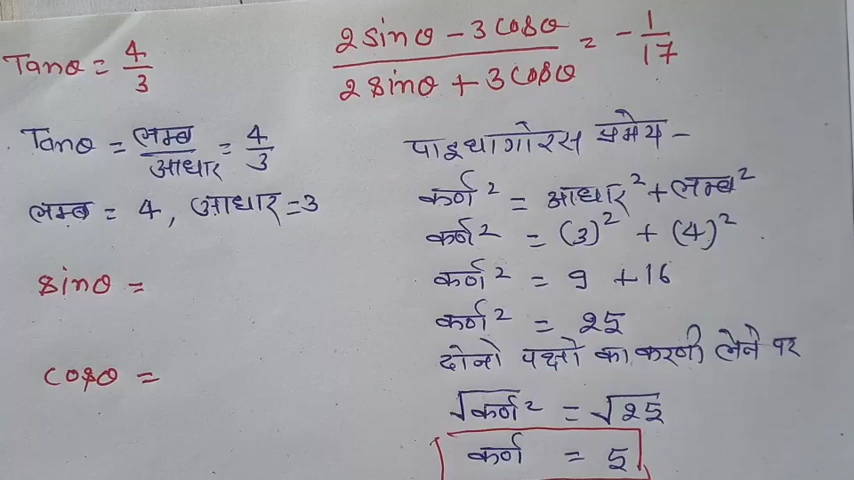 Tanθ = 4/3
Tanθ = लम्ब/आधार = 4/3
लम्ब = 4, आधार = 3
sinθ =
cosθ =
2sinθ - 3cosθ / 2sinθ + 3cosθ = - 1/17
पाइथागोरस प्रमेय -
कर्ण² = आधार² + लम्ब²
कर्ण² = (3)² + (4)²
कर्ण² = 9 + 16
कर्ण² = 25
दोनो पक्षो का करणी लेने पर
√कर्ण² = √25
कर्ण = 5